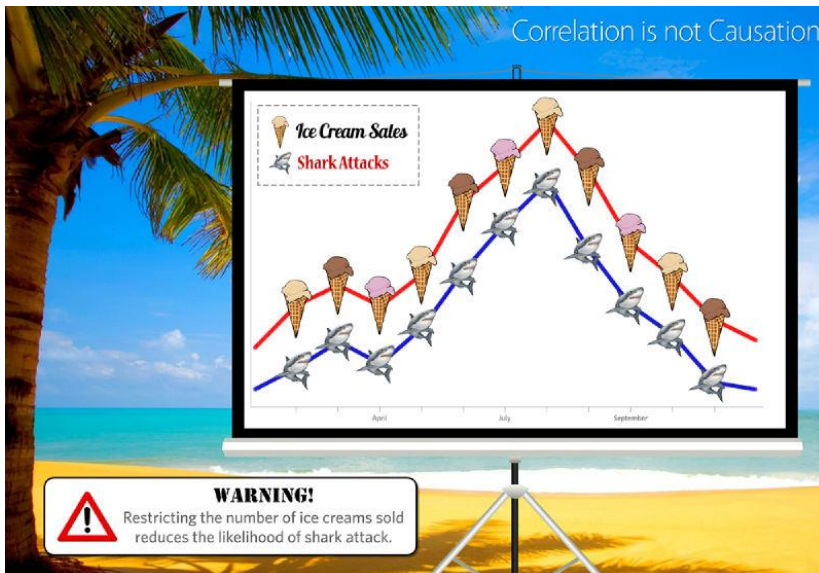 Correlation is not Causation
Ice Cream Sales
Shark Attacks
April
July
September
WARNING!
Restricting the number of ice creams sold
reduces the likelihood of shark attack.